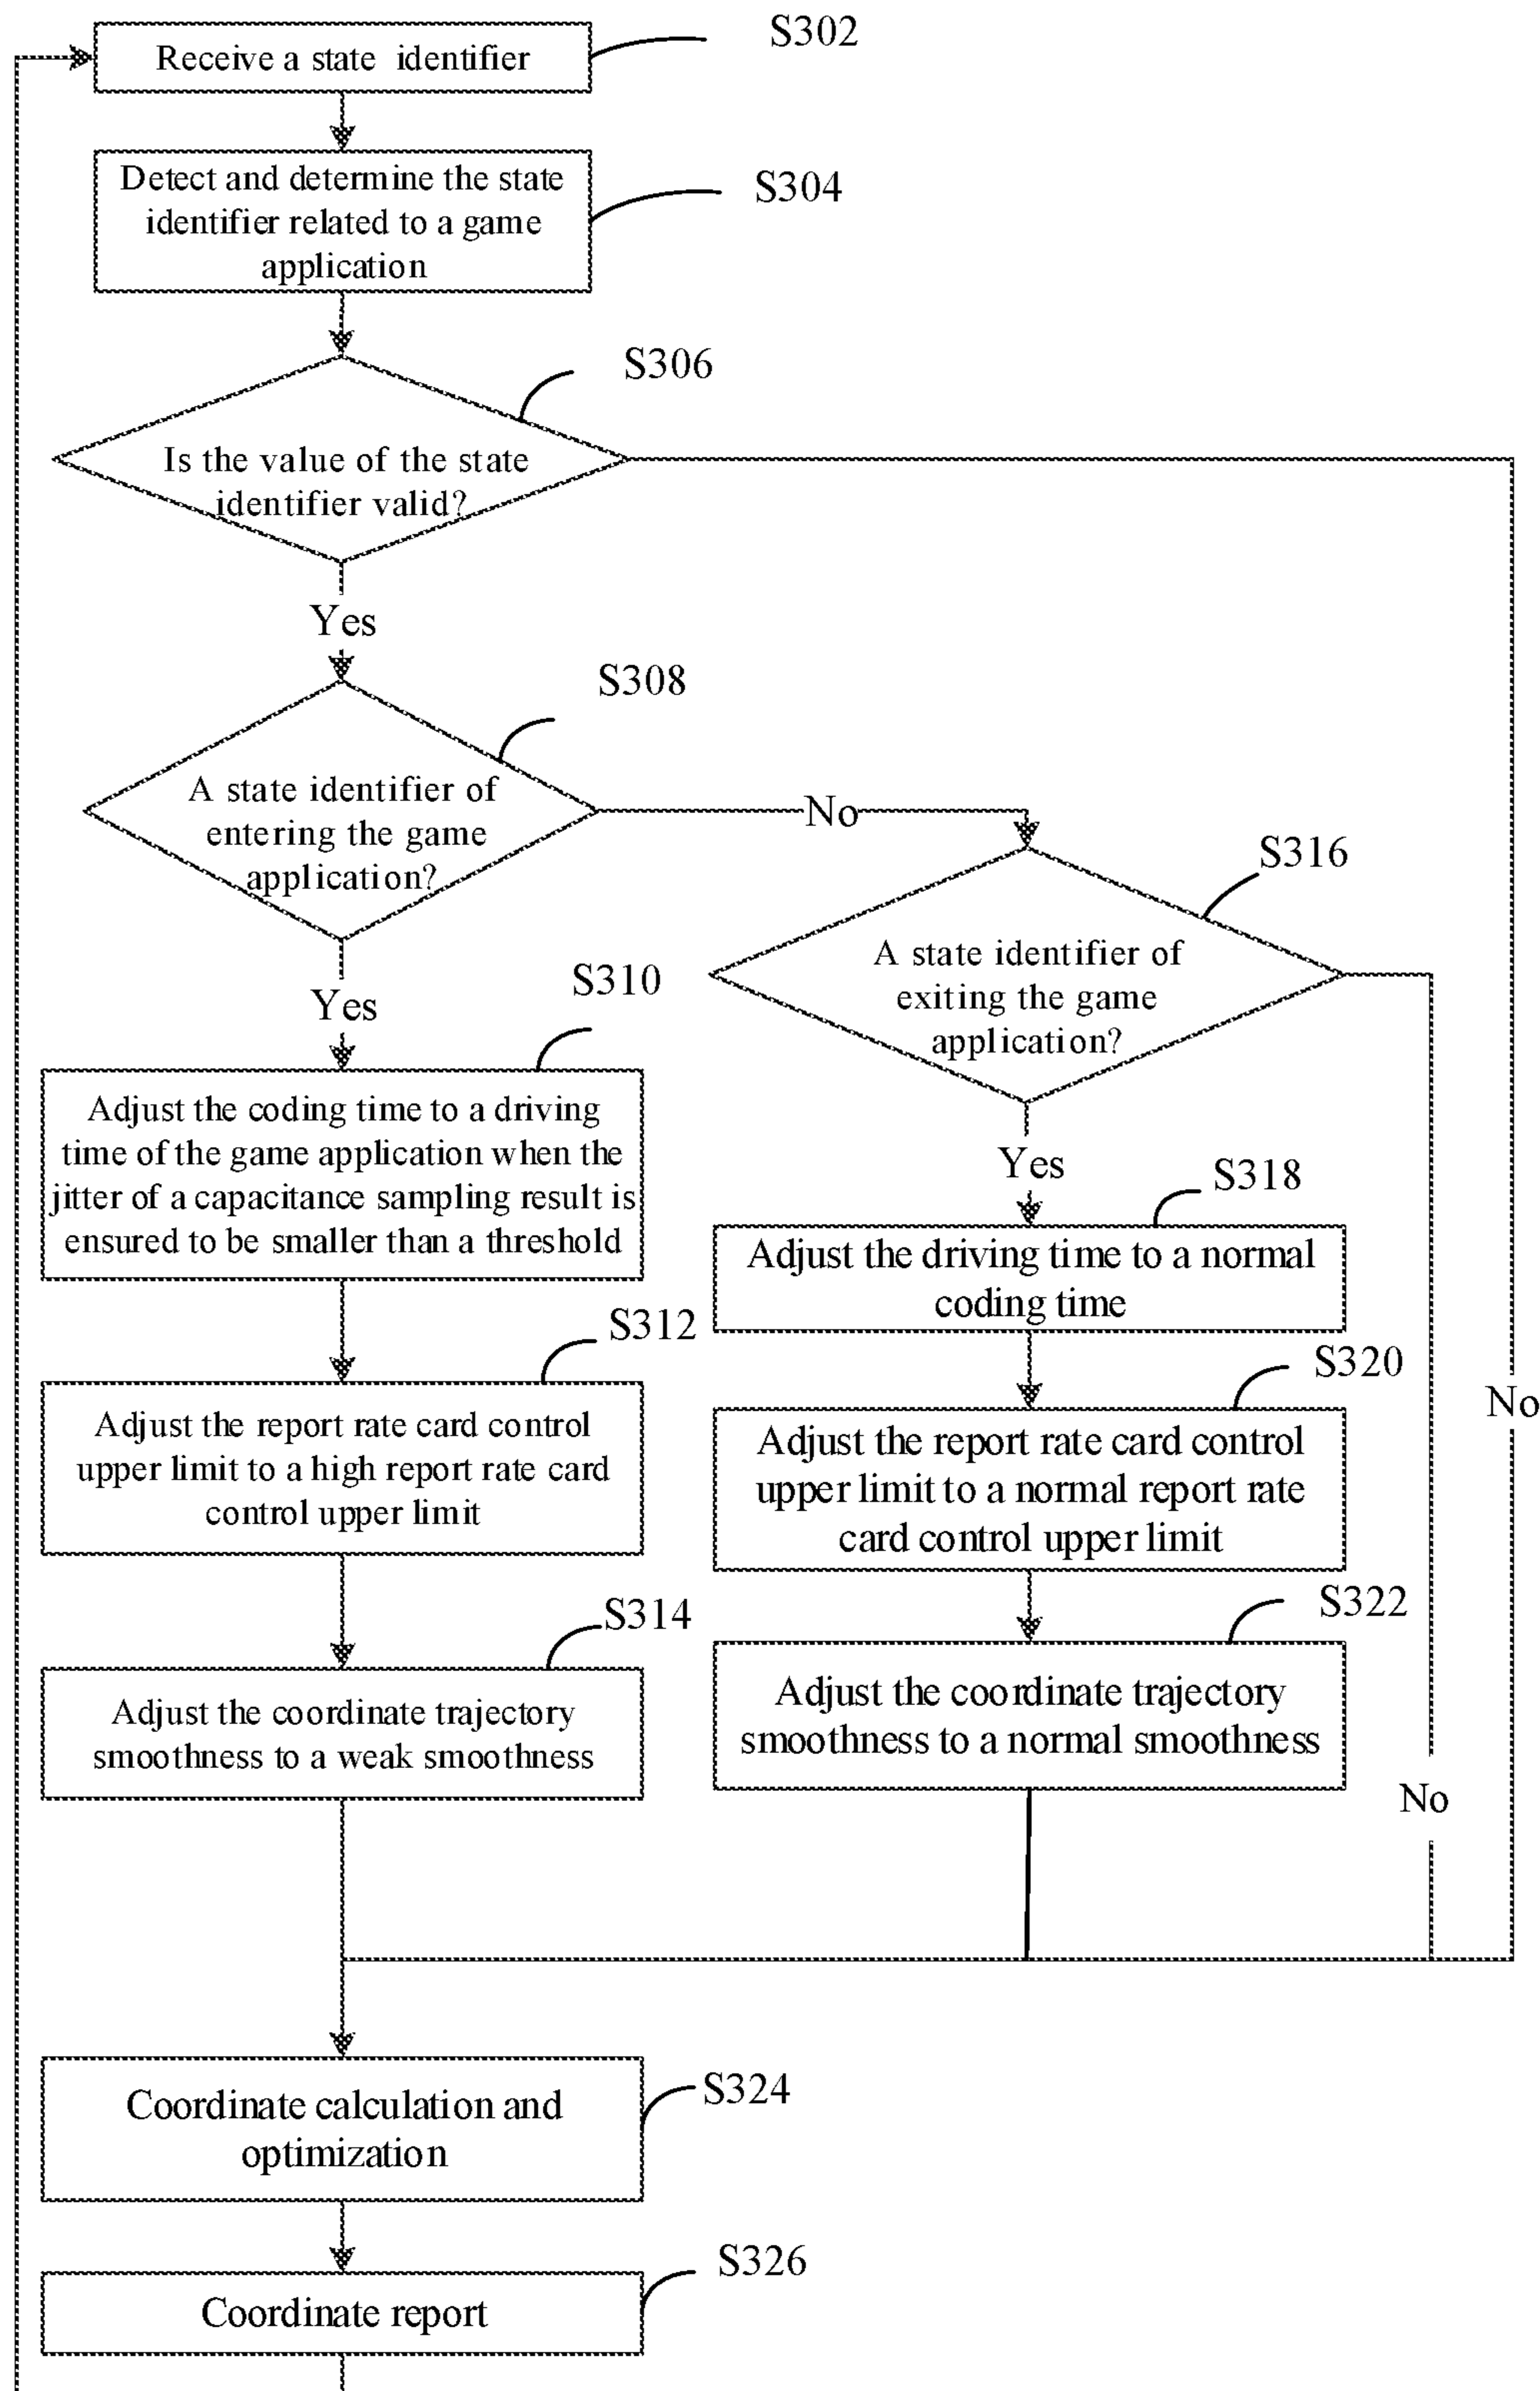 S302
Receive a state identifier
S304
Detect and determine the state
identifier related to a game
application
S306
Is the value of the state
identifier valid?
Yes
S308
A state identifier of
entering the game
application?
No
S316
A state identifier of
exiting the game
application?
Yes
S310
Adjust the coding time to a driving
time of the game application when the
jitter of a capacitance sampling result is
ensured to be smaller than a threshold
Yes
S318
Adjust the driving time to a normal
coding time
S312
Adjust the report rate card control
upper limit to a high report rate card
control upper limit
S320
Adjust the report rate card control
upper limit to a normal report rate
card control upper limit
No
S314
Adjust the coordinate trajectory
smoothness to a weak smoothness
S322
Adjust the coordinate trajectory
smoothness to a normal smoothness
No
S324
Coordinate calculation and
optimization
S326
Coordinate report